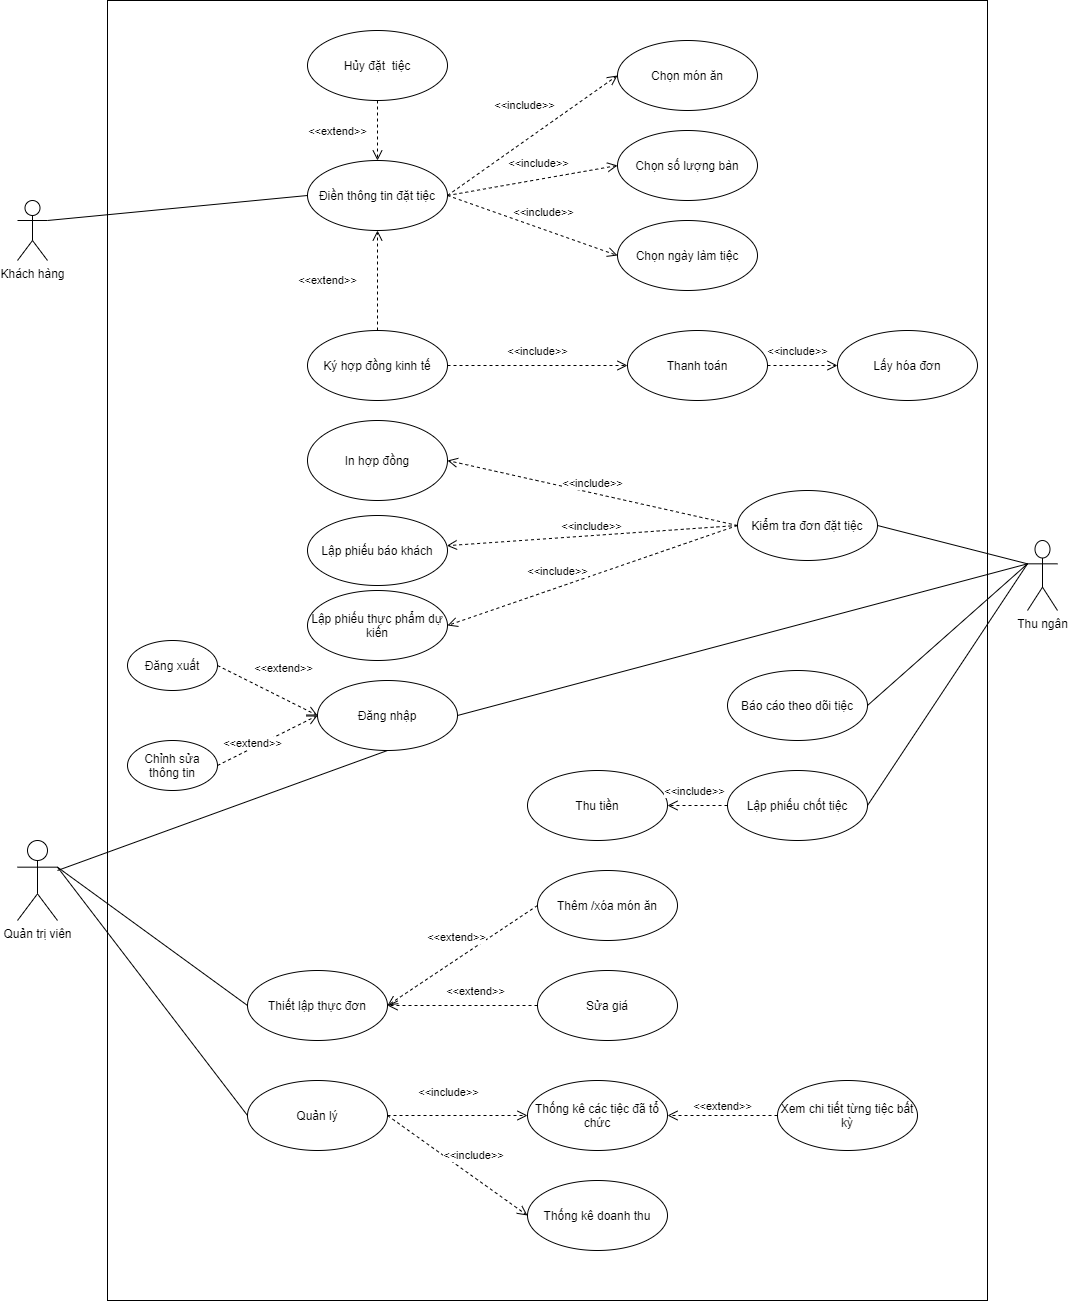 Hủy đặt  tiệc
Chọn món ăn
<<include>>
<<extend>>
Chọn số lượng bản
<<include>>
Điền thông tin đặt tiệc
<<include>>
Khách hàng
Chọn ngày làm tiệc
<<extend>>
Ký hợp đồng kinh tế
<<include>>
Thanh toán
<<include>>
Lấy hóa đơn
In hợp đồng
<<include>>
Kiểm tra đơn đặt tiệc
<<include>>
Lập phiếu báo khách
<<include>>
Lập phiếu thực phẩm dự
kiến
Thu ngân
Đăng xuất
<<extend>>
Đăng nhập
Báo cáo theo dõi tiệc
<<extend>>
Chỉnh sửa
thông tin
Thu tiền
<<include>>
Lập phiếu chốt tiệc
Quản trị viên
Thêm /xóa món ăn
<<extend>>
Thiết lập thực đơn
<<extend>>
Sửa giá
Quản lý
<<include>>
Thống kê các tiệc đã tổ
chức
<<extend>>
Xem chi tiết từng tiệc bất
kỳ
<<include>>
Thống kê doanh thu